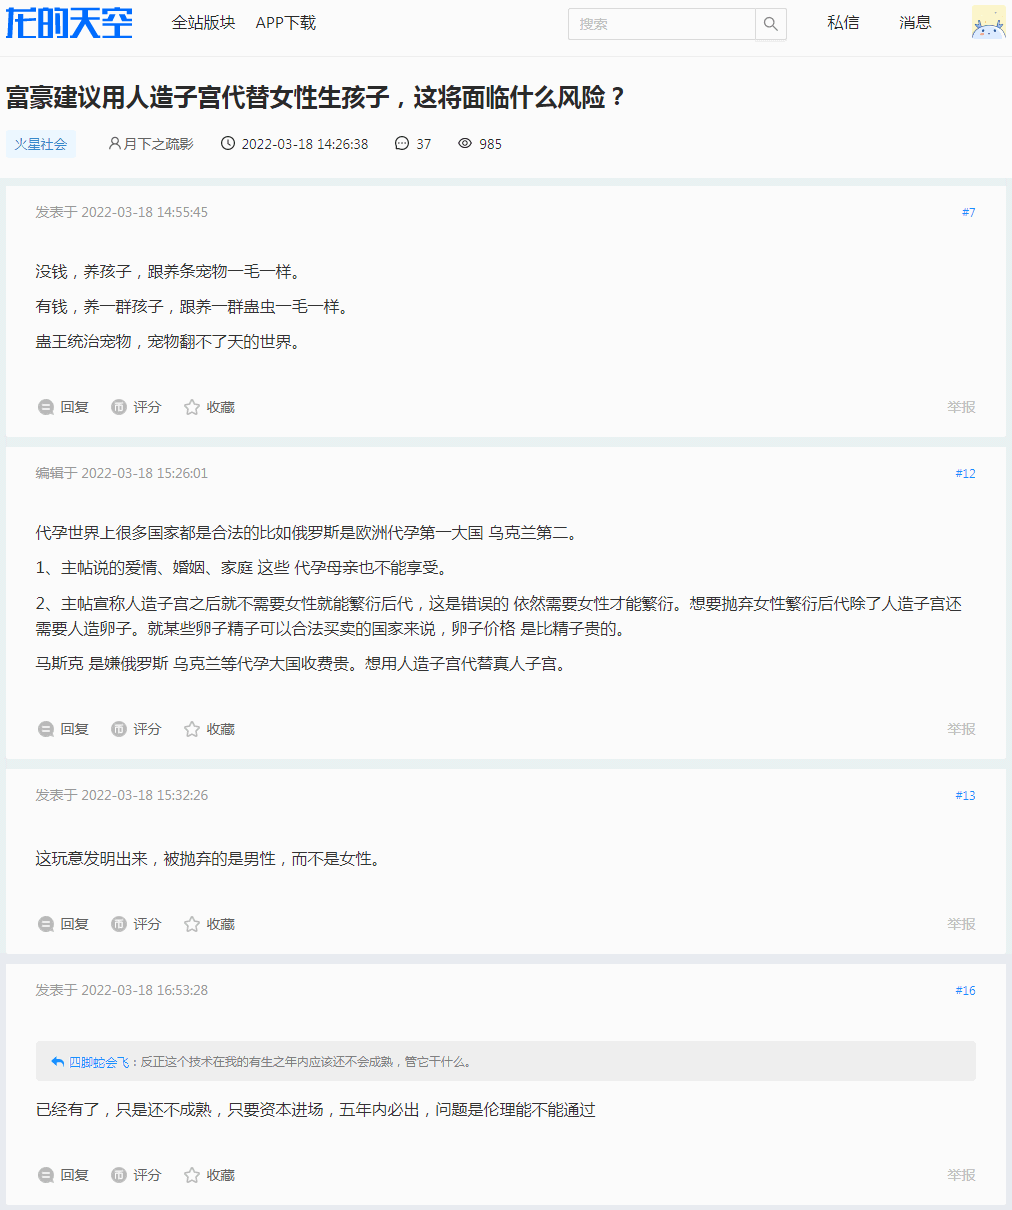 龙的天空
全站版块 APP下载 搜索 私信 消息
富豪建议用人造子宫代替女性生孩子，这将面临什么风险？
火星社会 月下之疏影 2022-03-18 14:26:38 37 985
发表于 2022-03-18 14:55:45 #7
没钱，养孩子，跟养条宠物一毛一样。
有钱，养一群孩子，跟养一群蛊虫一毛一样。
蛊王统治宠物，宠物翻不了天的世界。
回复 评分 收藏 举报
编辑于 2022-03-18 15:26:01 #12
代孕世界上很多国家都是合法的比如俄罗斯是欧洲代孕第一大国 乌克兰第二。
1、主帖说的爱情、婚姻、家庭 这些 代孕母亲也不能享受。
2、主帖宣称人造子宫之后就不需要女性就能繁衍后代，这是错误的 依然需要女性才能繁衍。想要抛弃女性繁衍后代除了人造子宫还
需要人造卵子。就某些卵子精子可以合法买卖的国家来说，卵子价格 是比精子贵的。
马斯克 是嫌俄罗斯 乌克兰等代孕大国收费贵。想用人造子宫代替真人子宫。
回复 评分 收藏 举报
发表于 2022-03-18 15:32:26 #13
这玩意发明出来，被抛弃的是男性，而不是女性。
回复 评分 收藏 举报
发表于 2022-03-18 16:53:28 #16
四脚蛇会飞：反正这个技术在我的有生之年内应该还不会成熟，管它干什么。
已经有了，只是还不成熟，只要资本进场，五年内必出，问题是伦理能不能通过
回复 评分 收藏 举报